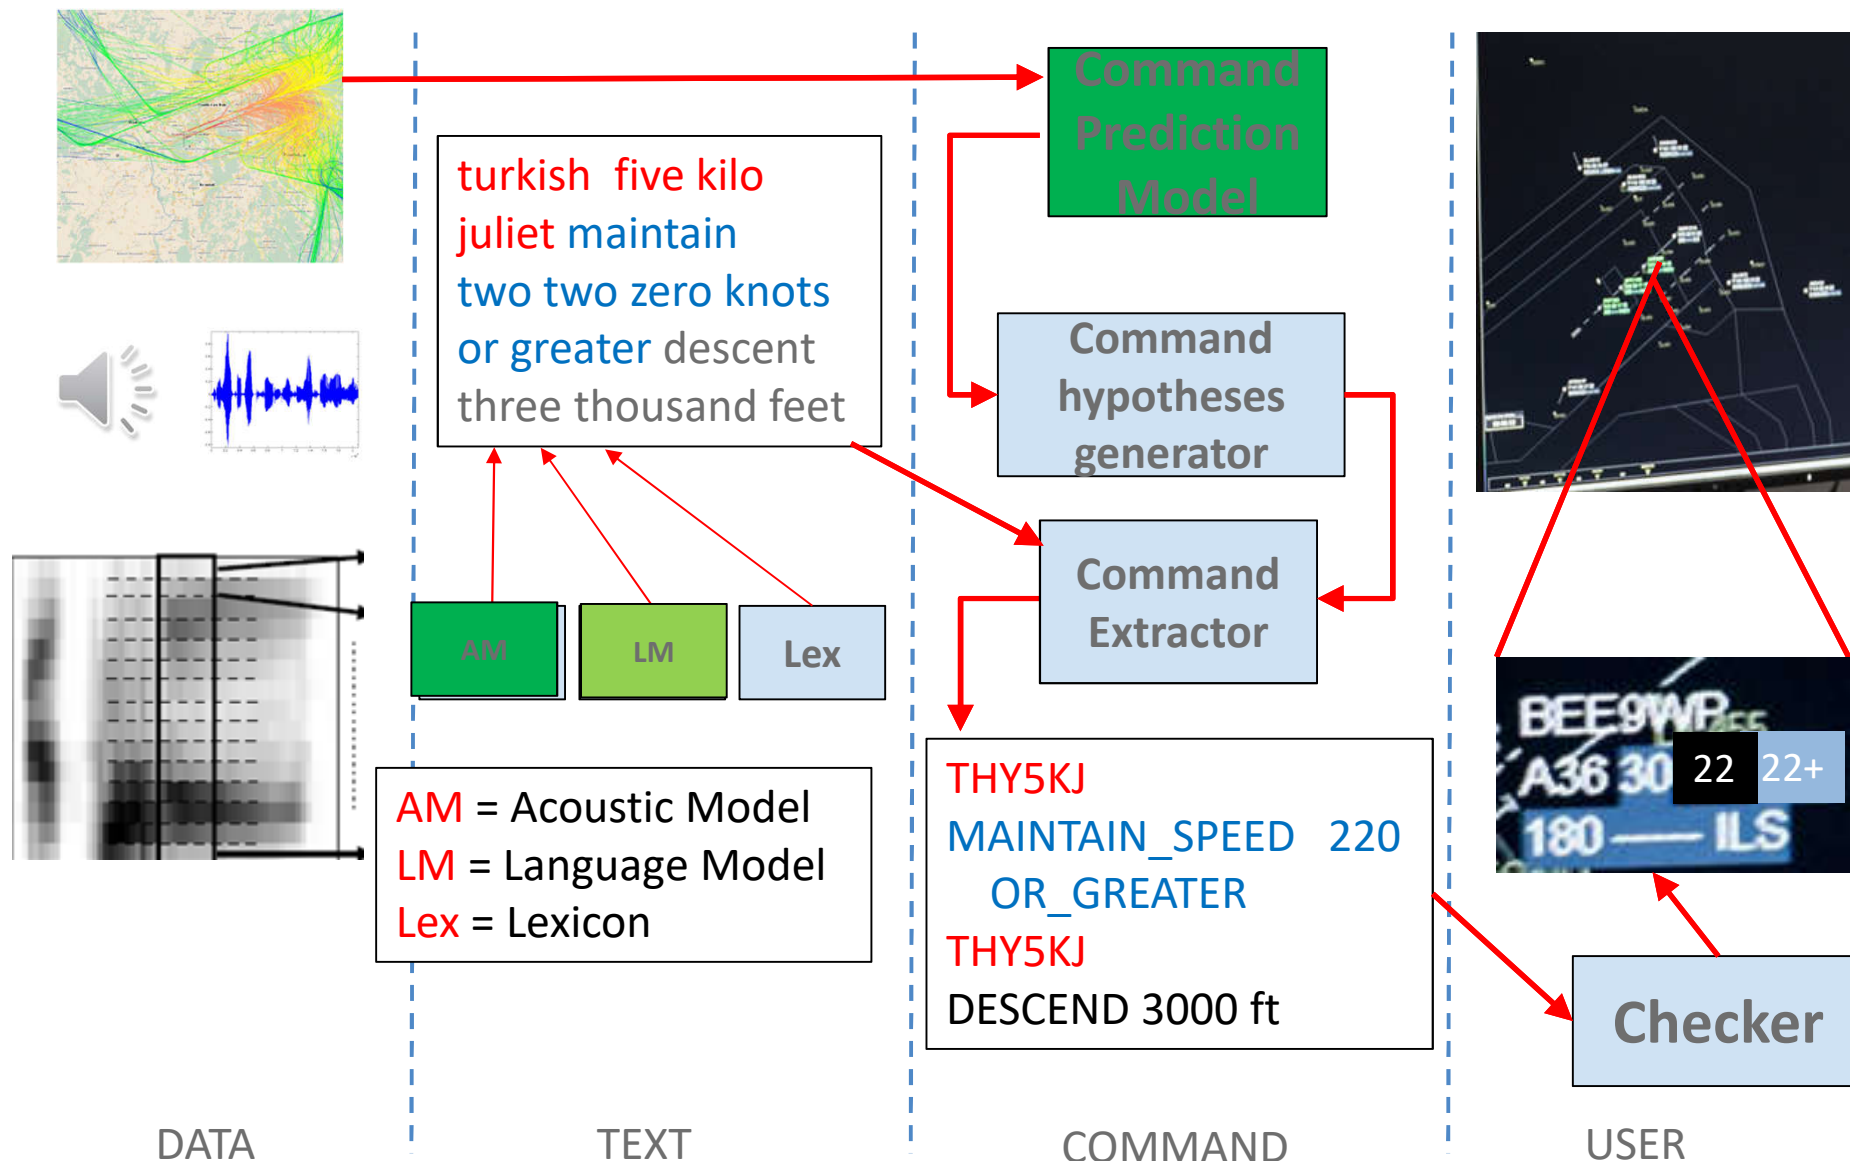 turkish  five kilo
juliet maintain
two two zero knots
or greater descent
three thousand feet
AM
LM
Lex
AM = Acoustic Model
LM = Language Model
Lex = Lexicon
Command
Prediction
Model
Command
hypotheses
generator
Command
Extractor
THY5KJ
MAINTAIN_SPEED 220
OR_GREATER
THY5KJ
DESCEND 3000 ft
BEE9WP
A36 30 22 22+
180 ILS
Checker
DATA
TEXT
COMMAND
USER